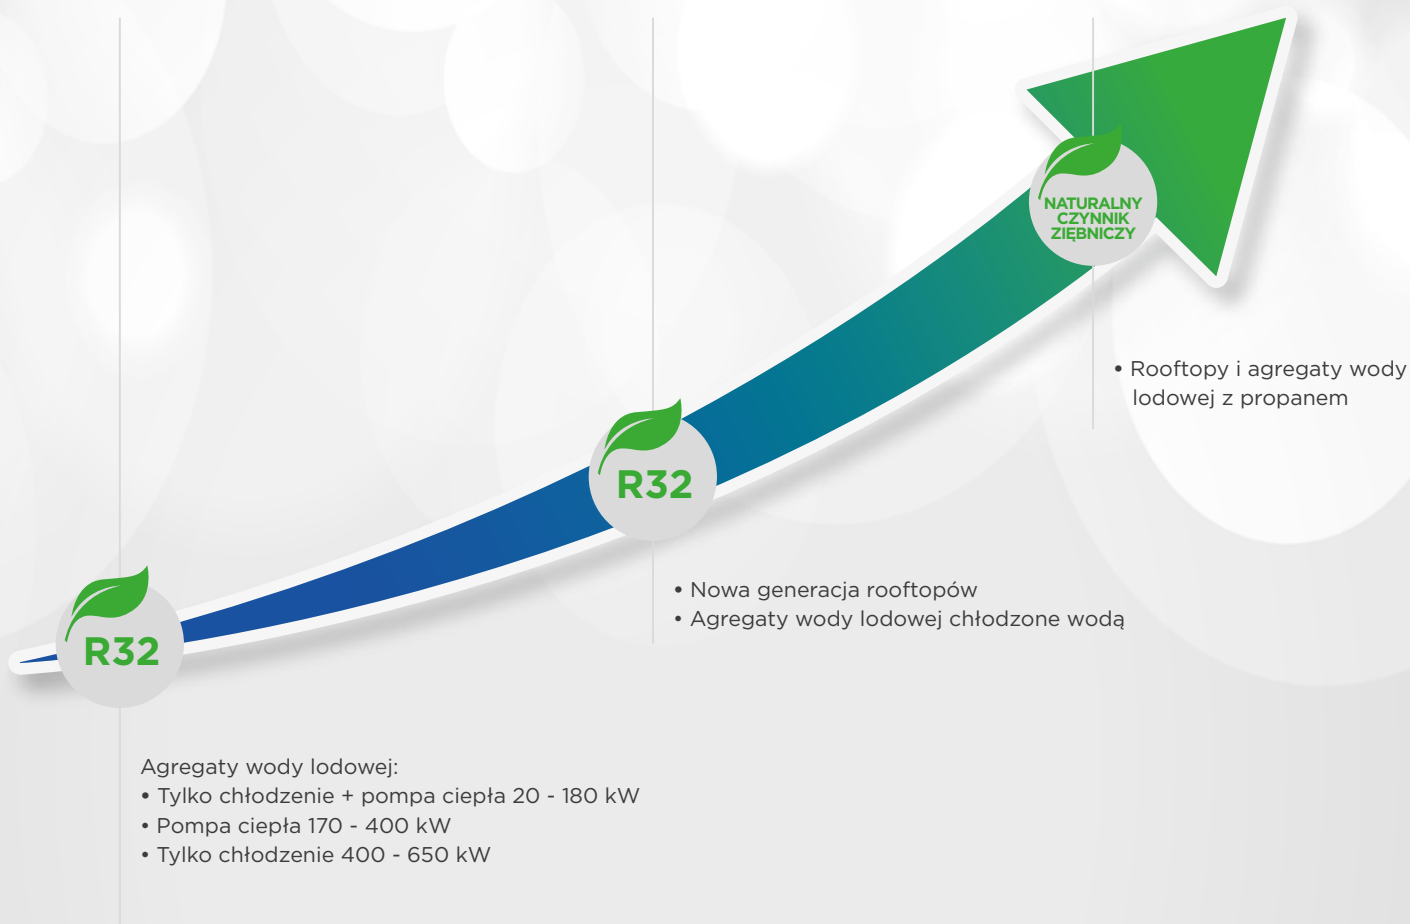 NATURALNY
CZYNNIK
ZIĘBNICZY
• Rooftopy i agregaty wody
lodowej z propanem
R32
• Nowa generacja rooftopów
• Agregaty wody lodowej chłodzone wodą
R32
Agregaty wody lodowej:
• Tylko chłodzenie + pompa ciepła 20 - 180 kW
• Pompa ciepła 170 - 400 kW
• Tylko chłodzenie 400 - 650 kW